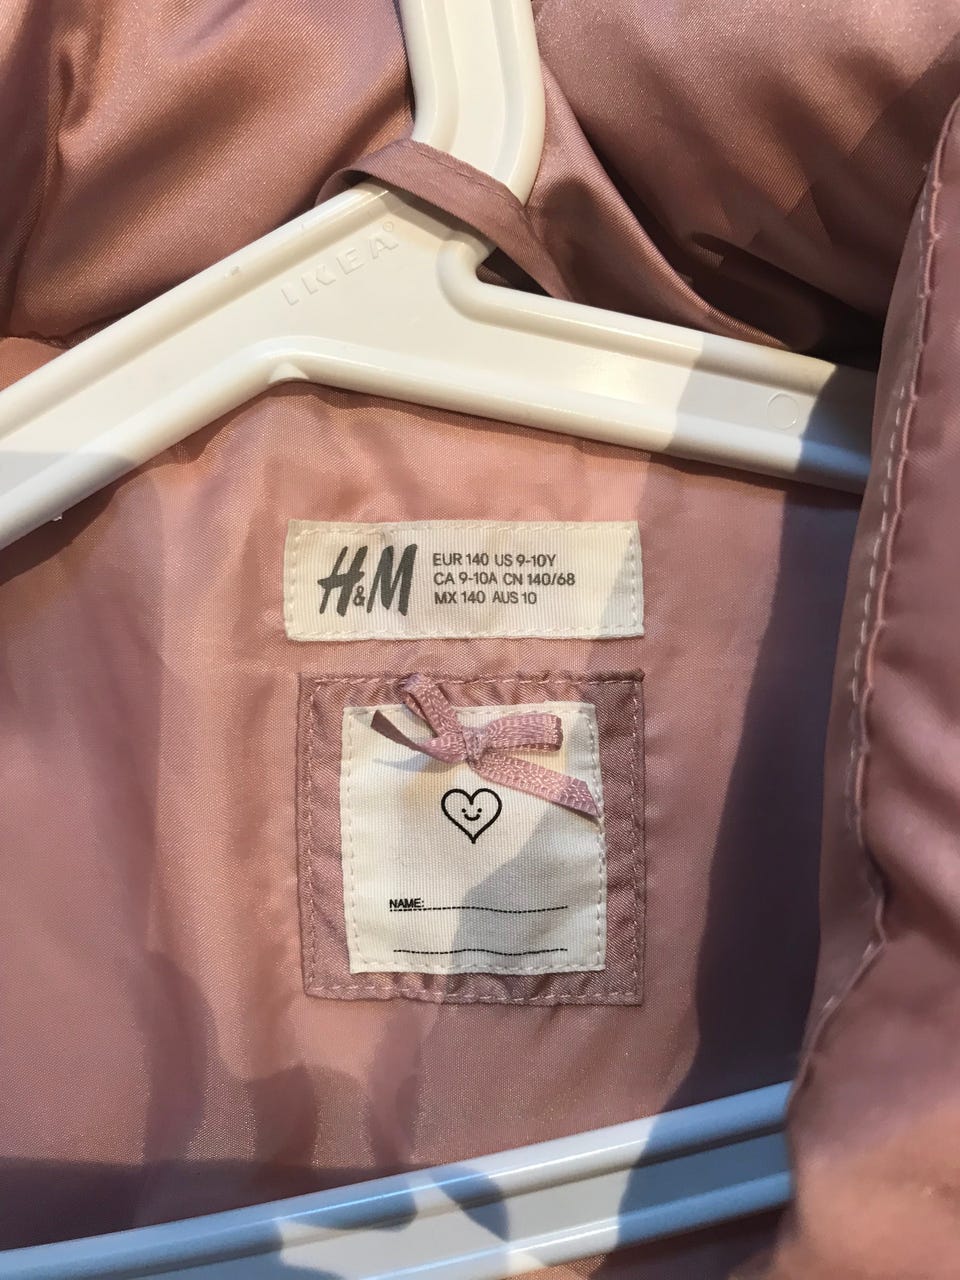 IKEA®
H&M
EUR 140 US 9-10Y
CA 9-10A CN 140/68
MX 140 AUS 10
NAME: